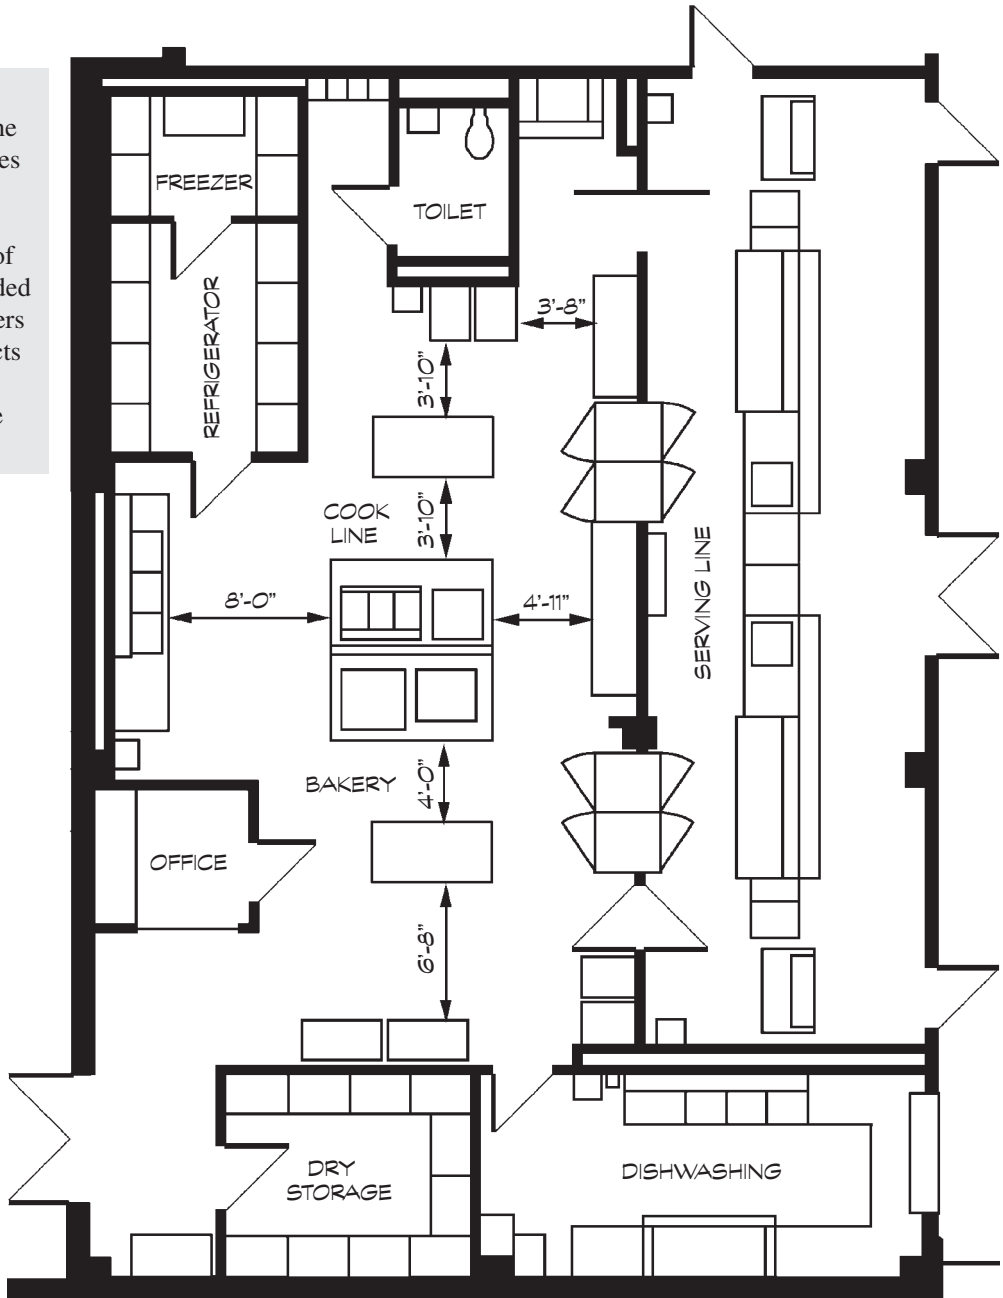 of
FREEZER
TOILET
REFRIGERATOR
3'-8"
3'-10"
COOK
LINE
3'-10"
8'-0"
4'-11"
SERVING LINE
BAKERY
4'-0"
OFFICE
6'-8"
DRY
STORAGE
DISHWASHING